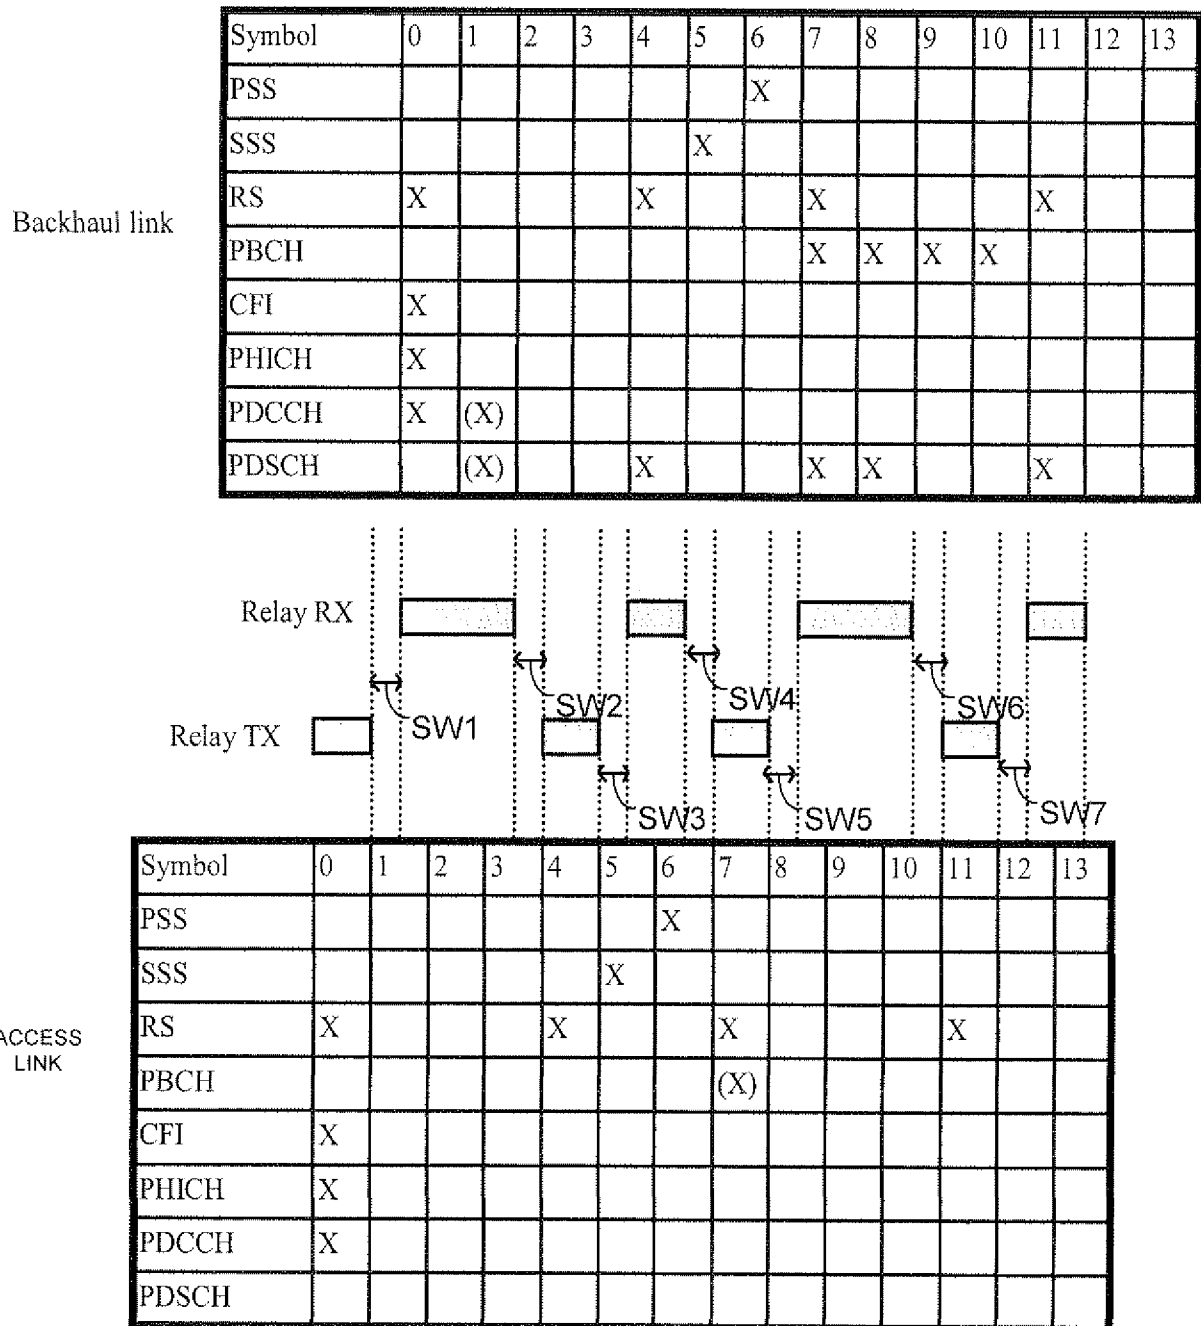 Symbol 0 1 2 3 4 5 6 7 8 9 10 11 12 13
PSS X
SSS X
RS X X X X
Backhaul link
PBCH X X X X
CFI X
PHICH X
PDCCH X (X)
PDSCH (X) X X X X
Relay RX
SW1
SW2
SW4
SW6
Relay TX
SW3
SW5
SW7
Symbol 0 1 2 3 4 5 6 7 8 9 10 11 12 13
PSS X
SSS X
RS X X X X
ACCESS
LINK
PBCH (X)
CFI X
PHICH X
PDCCH X
PDSCH